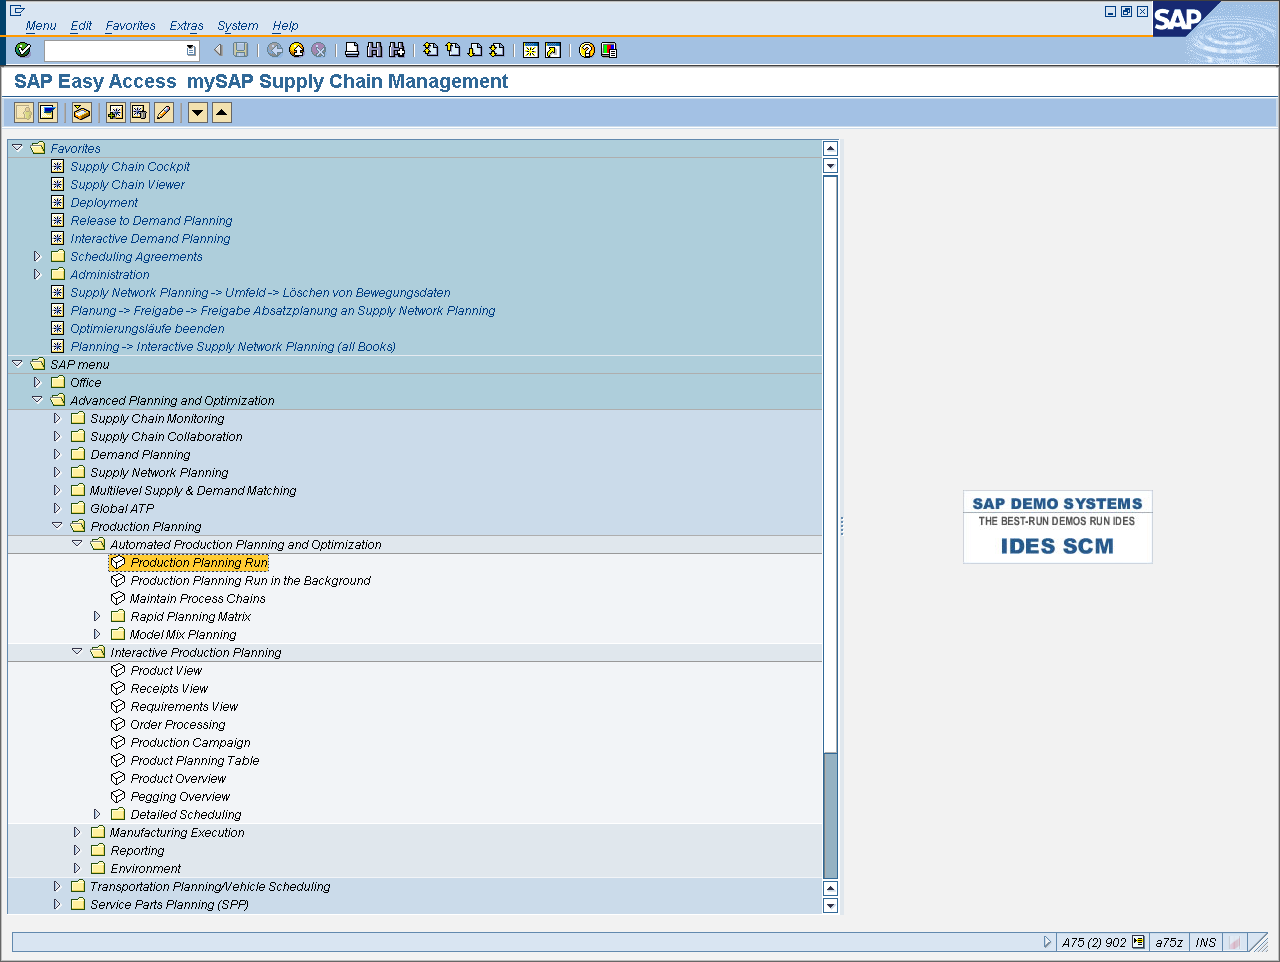 Menu Edit Favorites Extras System Help
SAP
SAP Easy Access mySAP Supply Chain Management
Favorites
Supply Chain Cockpit
Supply Chain Viewer
Deployment
Release to Demand Planning
Interactive Demand Planning
Scheduling Agreements
Administration
Supply Network Planning -> Umfeld -> Löschen von Bewegungsdaten
Planung -> Freigabe -> Freigabe Absatzplanung an Supply Network Planning
Optimierungsläufe beenden
Planning -> Interactive Supply Network Planning (all Books)
SAP menu
Office
Advanced Planning and Optimization
Supply Chain Monitoring
Supply Chain Collaboration
Demand Planning
Supply Network Planning
Multilevel Supply & Demand Matching
Global ATP
Production Planning
Automated Production Planning and Optimization
Production Planning Run
Production Planning Run in the Background
Maintain Process Chains
Rapid Planning Matrix
Model Mix Planning
Interactive Production Planning
Product View
Receipts View
Requirements View
Order Processing
Production Campaign
Product Planning Table
Product Overview
Pegging Overview
Detailed Scheduling
Manufacturing Execution
Reporting
Environment
Transportation Planning/Vehicle Scheduling
Service Parts Planning (SPP)
SAP DEMO SYSTEMS
THE BEST-RUN DEMOS RUN IDES
IDES SCM
A75 (2) 902 a75z INS